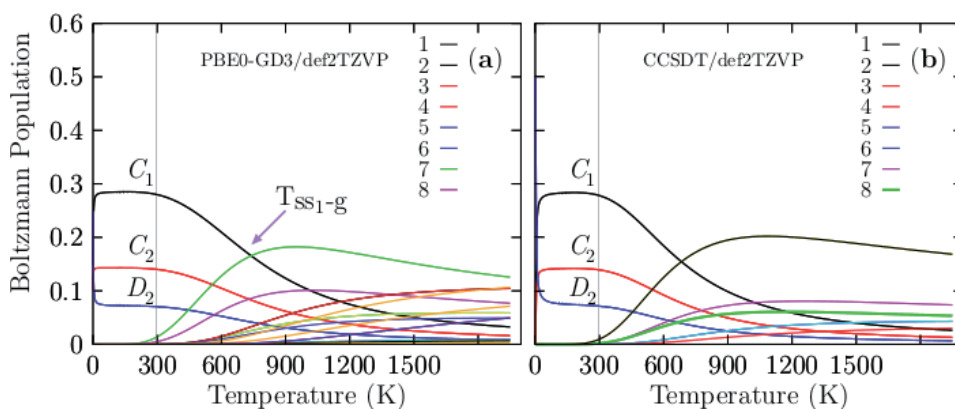 Boltzmann Population
0.6
0.5
0.4
0.3
0.2
0.1
0
PBE0-GD3/def2TZVP
(a)
1
2
3
4
5
6
7
8
C1
C2
D2
TSS1-g
0 300 600 900 1200 1500
Temperature (K)
CCSDT/def2TZVP
(b)
1
2
3
4
5
6
7
8
C1
C2
D2
0 300 600 900 1200 1500
Temperature (K)